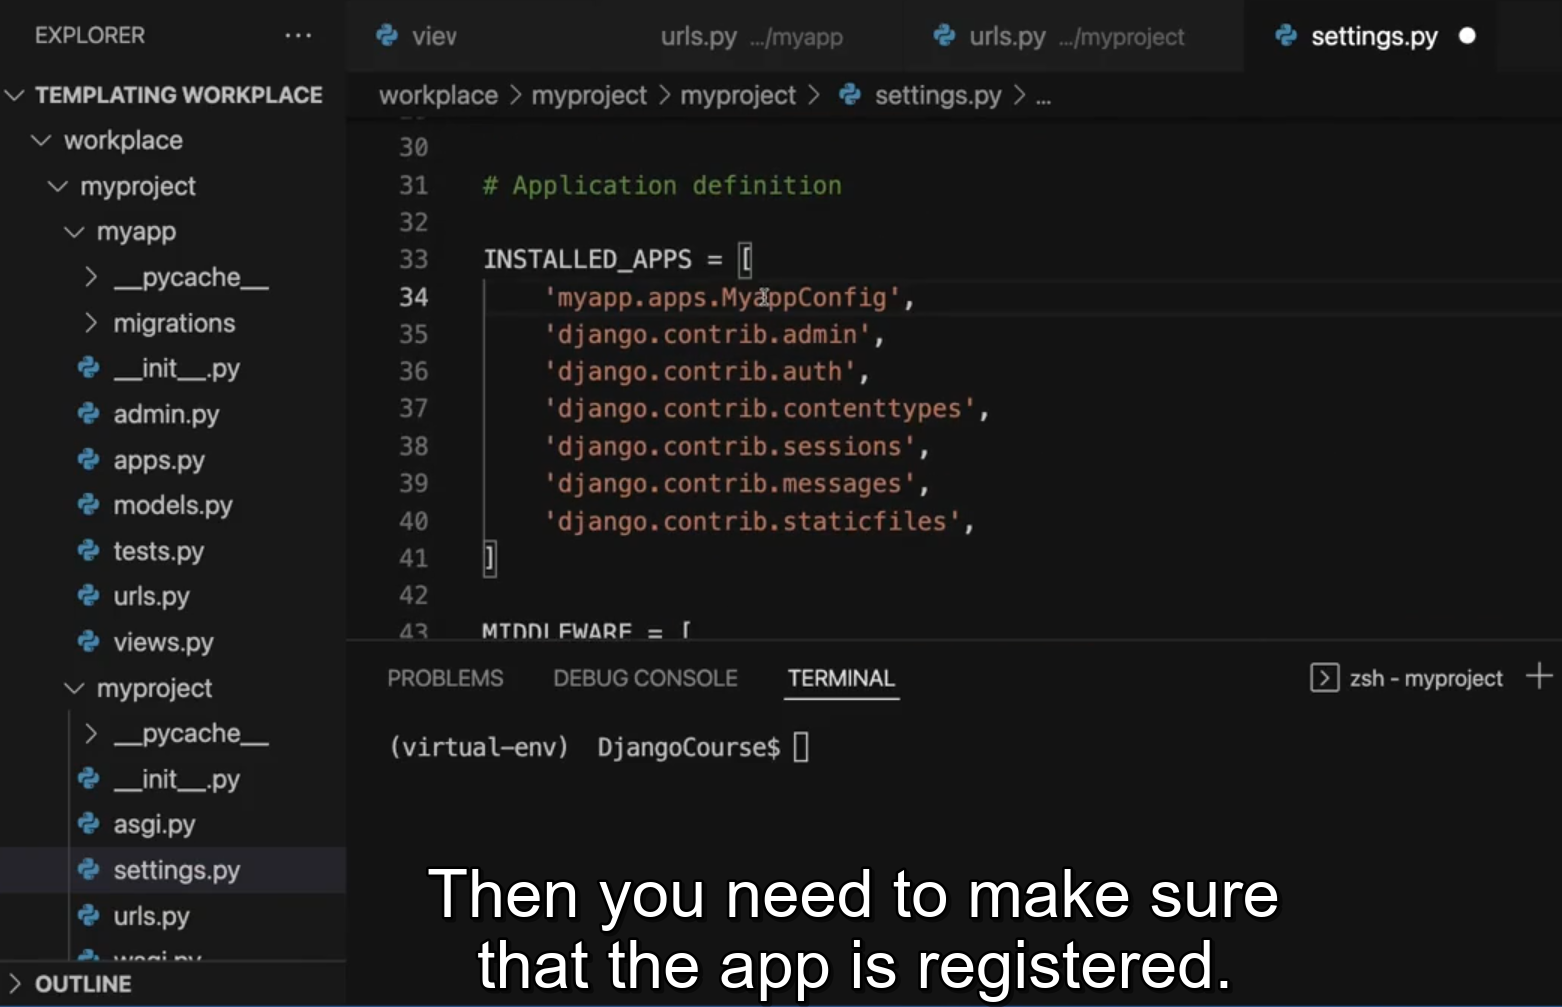 EXPLORER ...
TEMPLATING WORKPLACE
workplace
myproject
myapp
__pycache__
migrations
__init__.py
admin.py
apps.py
models.py
tests.py
urls.py
views.py
myproject
__pycache__
__init__.py
asgi.py
settings.py
urls.py
wsgi.py
OUTLINE
urls.py .../myapp urls.py .../myproject settings.py
workplace > myproject > myproject > settings.py > ...
30
31 # Application definition
32
33 INSTALLED_APPS = [
34 'myapp.apps.MyappConfig',
35 'django.contrib.admin',
36 'django.contrib.auth',
37 'django.contrib.contenttypes',
38 'django.contrib.sessions',
39 'django.contrib.messages',
40 'django.contrib.staticfiles',
41 ]
42
43 MIDDLEWARE = [
PROBLEMS DEBUG CONSOLE TERMINAL zsh - myproject
(virtual-env) DjangoCourse$
Then you need to make sure
that the app is registered.